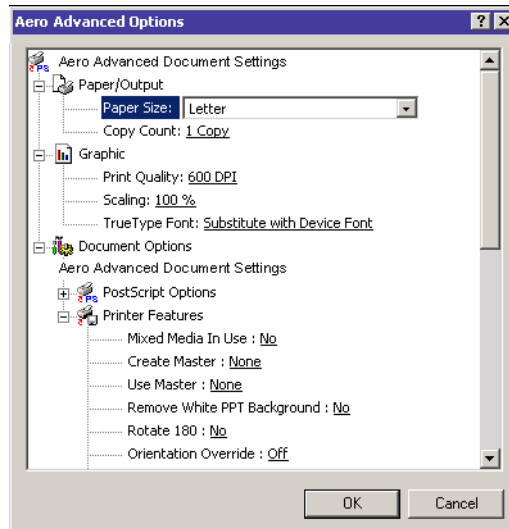 Aero Advanced Options
Aero Advanced Document Settings
Paper/Output
Paper Size: Letter
Copy Count: 1 Copy
Graphic
Print Quality: 600 DPI
Scaling: 100 %
TrueType Font: Substitute with Device Font
Document Options
Aero Advanced Document Settings
PostScript Options
Printer Features
Mixed Media In Use : No
Create Master : None
Use Master : None
Remove White PPT Background : No
Rotate 180 : No
Orientation Override : Off
OK Cancel